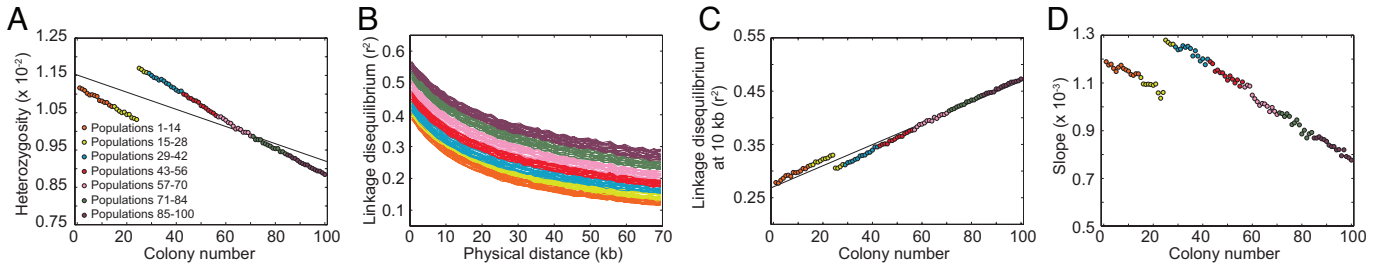 A
Heterozygosity (x 10⁻²)
1.25
1.15
1.05
0.95
0.85
0.75
Populations 1-14
Populations 15-28
Populations 29-42
Populations 43-56
Populations 57-70
Populations 71-84
Populations 85-100
0 20 40 60 80 100
Colony number
B
Linkage disequilibrium (r²)
0.6
0.5
0.4
0.3
0.2
0.1
0 10 20 30 40 50 60 70
Physical distance (kb)
C
Linkage disequilibrium
at 10 kb (r²)
0.55
0.45
0.35
0.25
0 20 40 60 80 100
Colony number
D
Slope (x 10⁻³)
1.3
1.1
0.9
0.7
0.5
0 20 40 60 80 100
Colony number